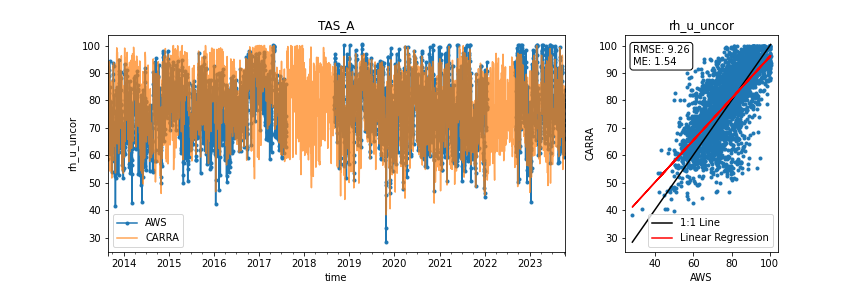 TAS_A
100
90
80
70
60
50
40
30
rh_u_uncor
AWS
CARRA
2014
2015
2016
2017
2018
2019
2020
2021
2022
2023
time
rh_u_uncor
RMSE: 9.26
ME: 1.54
100
90
80
70
60
50
40
30
CARRA
1:1 Line
Linear Regression
40
60
80
100
AWS